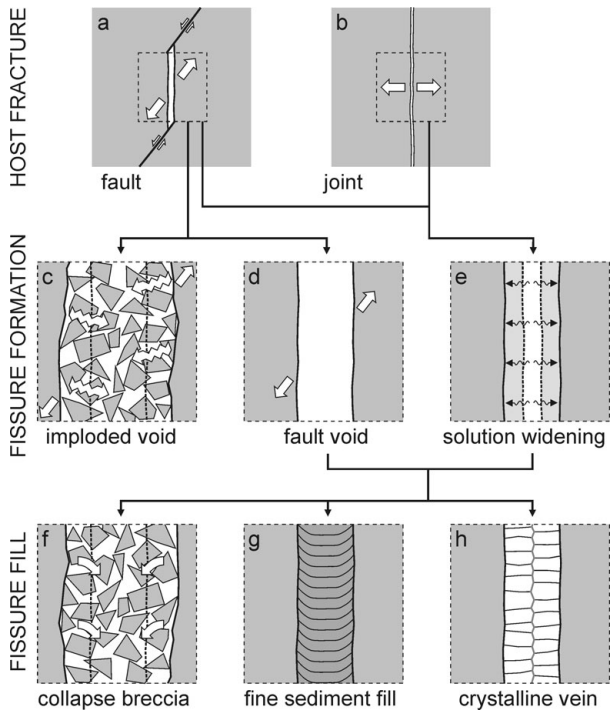 HOST FRACTURE
a
b
fault
joint
FISSURE FORMATION
c
d
e
imploded void
fault void
solution widening
FISSURE FILL
f
g
h
collapse breccia
fine sediment fill
crystalline vein